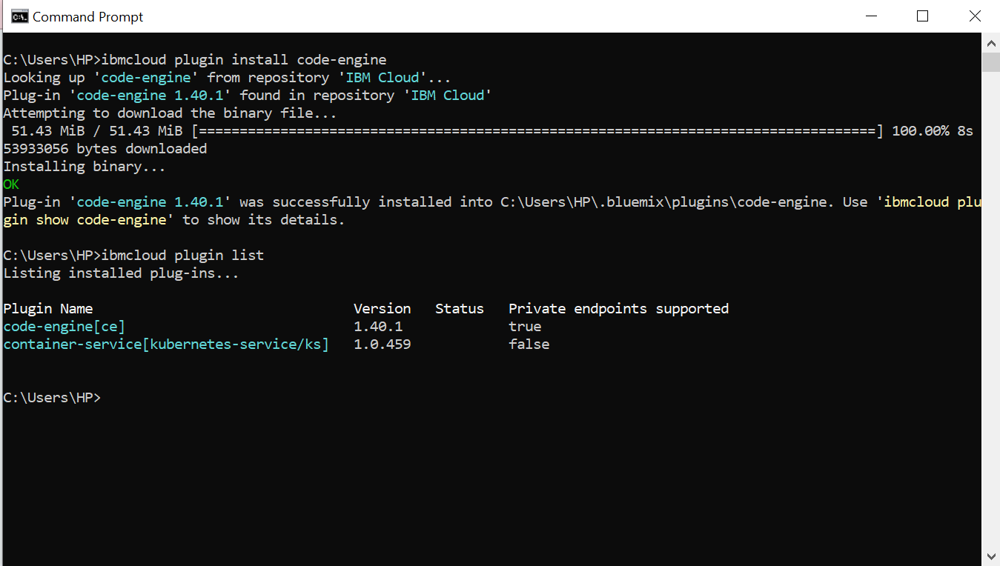 Command Prompt
C:\Users\HP>ibmcloud plugin install code-engine
Looking up 'code-engine' from repository 'IBM Cloud'...
Plug-in 'code-engine 1.40.1' found in repository 'IBM Cloud'
Attempting to download the binary file...
 51.43 MiB / 51.43 MiB [===================================================================================] 100.00% 8s
53933056 bytes downloaded
Installing binary...
OK
Plug-in 'code-engine 1.40.1' was successfully installed into C:\Users\HP\.bluemix\plugins\code-engine. Use 'ibmcloud plu
gin show code-engine' to show its details.
C:\Users\HP>ibmcloud plugin list
Listing installed plug-ins...
Plugin Name                                Version   Status   Private endpoints supported
code-engine[ce]                            1.40.1             true
container-service[kubernetes-service/ks]   1.0.459            false
C:\Users\HP>